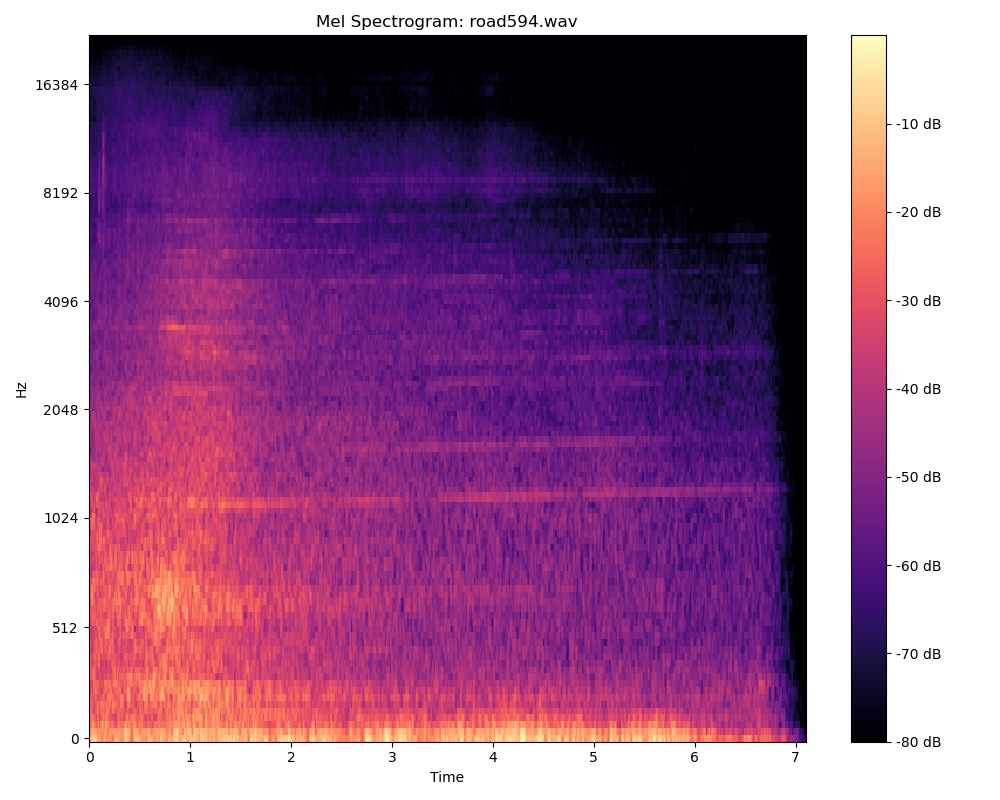 Mel Spectrogram: road594.wav
16384
8192
4096
2048
1024
512
0
Hz
0 1 2 3 4 5 6 7
Time
-10 dB
-20 dB
-30 dB
-40 dB
-50 dB
-60 dB
-70 dB
-80 dB